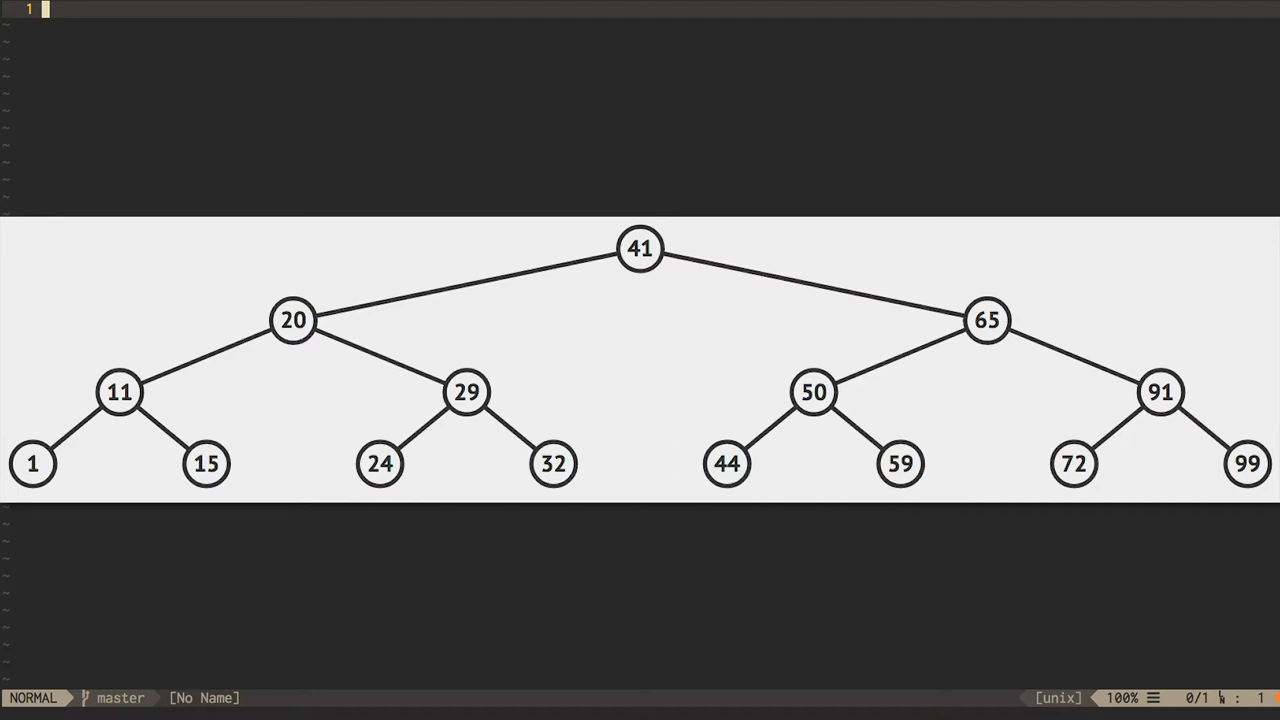 1
41
20 65
11 29 50 91
1 15 24 32 44 59 72 99
NORMAL master [No Name] [unix] 100% 0/1 : 1